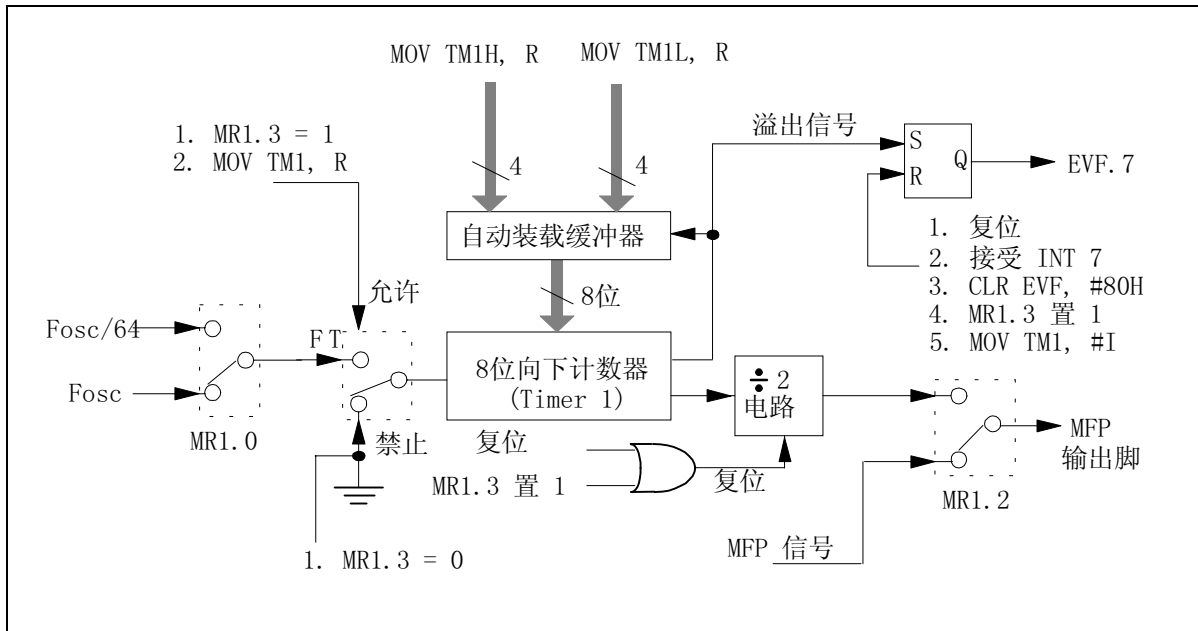 MOV TM1H, R
MOV TM1L, R
1. MR1.3 = 1
2. MOV TM1, R
溢出信号
S
R
Q
EVF.7
4
4
自动装载缓冲器
1. 复位
2. 接受 INT 7
3. CLR EVF, #80H
4. MR1.3 置 1
5. MOV TM1, #I
8位
允许
Fosc/64
FT
Fosc
8位向下计数器
(Timer 1)
÷2
电路
MR1.0
禁止
复位
MR1.3 置 1
复位
MFP
输出脚
MR1.2
MFP 信号
1. MR1.3 = 0